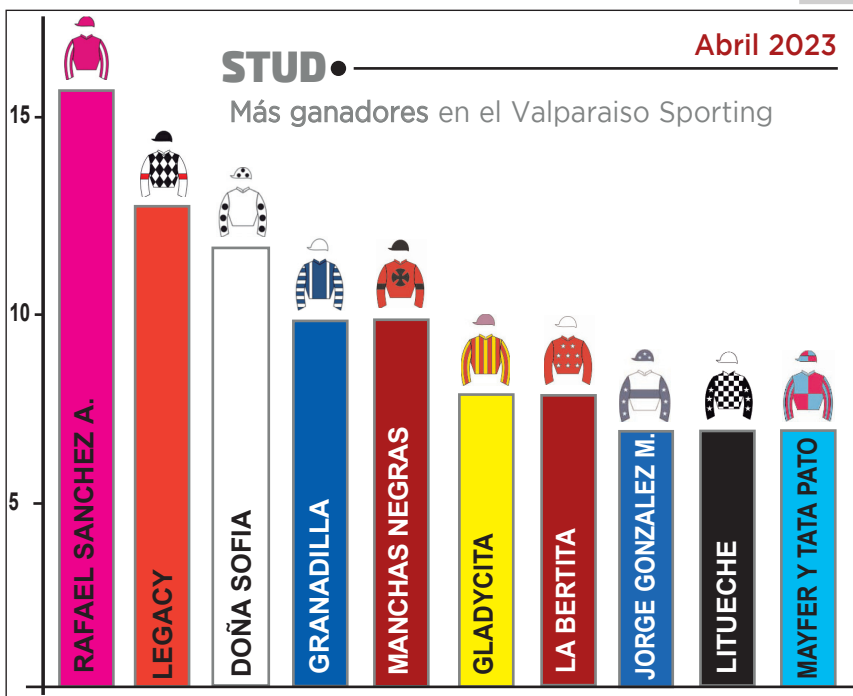 STUD
Abril 2023
Más ganadores en el Valparaiso Sporting
15
10
5
RAFAEL SANCHEZ A.
LEGACY
DOÑA SOFIA
GRANADILLA
MANCHAS NEGRAS
GLADYCITA
LA BERTITA
JORGE GONZALEZ M.
LITUECHE
MAYFER Y TATA PATO